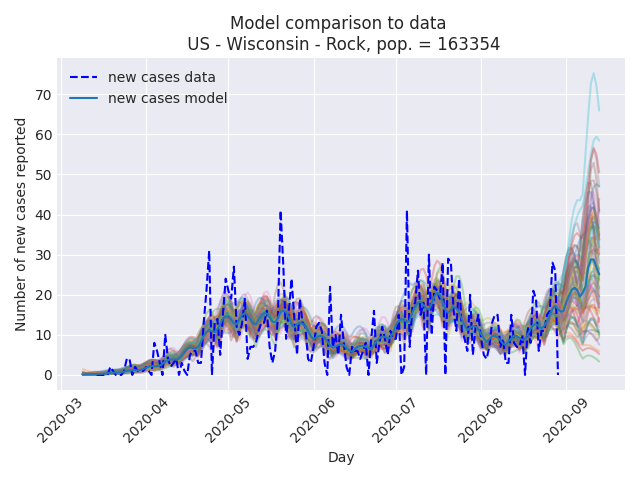 Model comparison to data
US - Wisconsin - Rock, pop. = 163354
new cases data
new cases model
Number of new cases reported
70
60
50
40
30
20
10
0
2020-03
2020-04
2020-05
2020-06
2020-07
2020-08
2020-09
Day